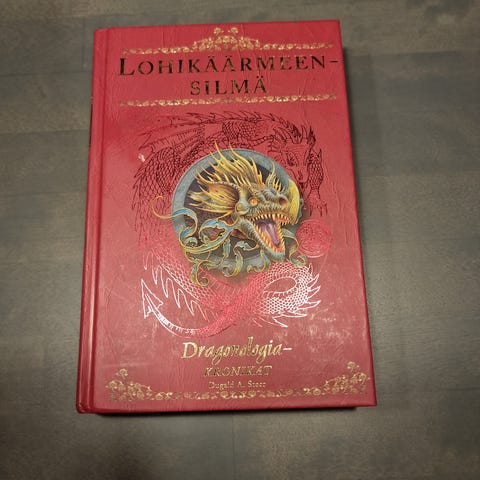 LOHIKÄÄRMEEN-
SILMÄ
Dragonologia-
KRONIKAT
Dugald A. Steer